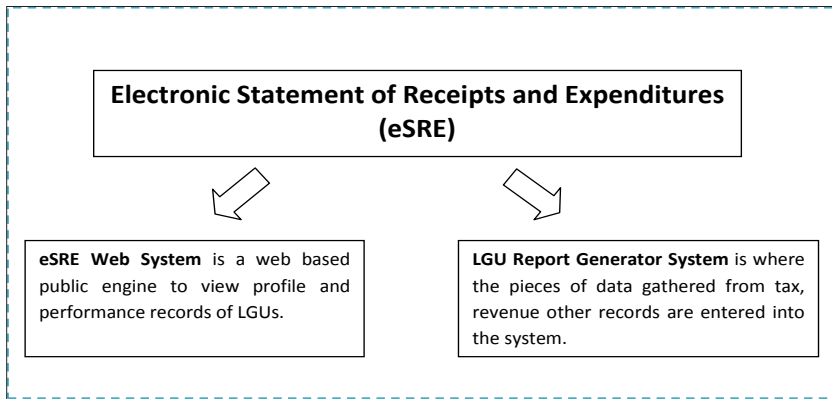 Electronic Statement of Receipts and Expenditures
(eSRE)
eSRE Web System is a web based
public engine to view profile and
performance records of LGUs.
LGU Report Generator System is where
the pieces of data gathered from tax,
revenue other records are entered into
the system.